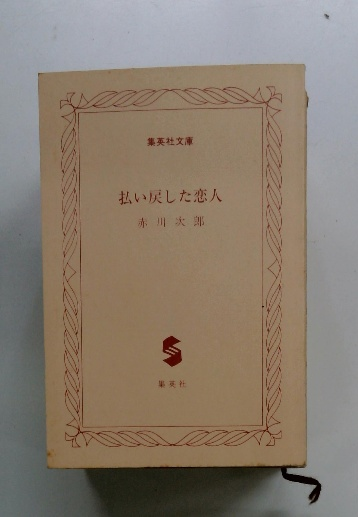 集英社文庫
払い戻した恋人
赤川次郎
集英社